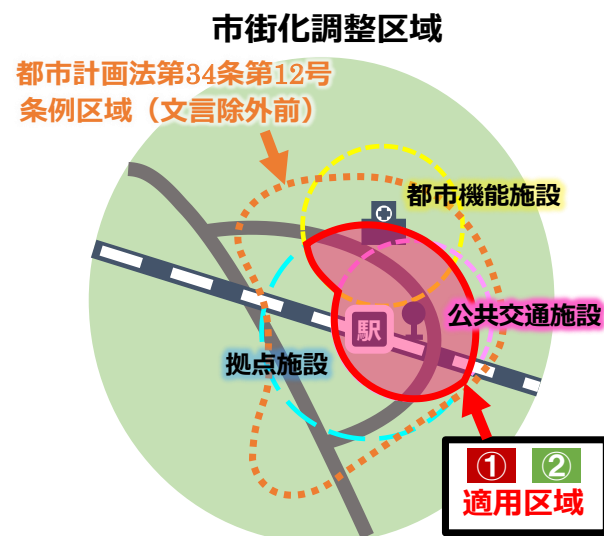 市街化調整区域
都市計画法第34条第12号
条例区域（文言除外前）
都市機能施設
公共交通施設
駅
拠点施設
① ②
適用区域